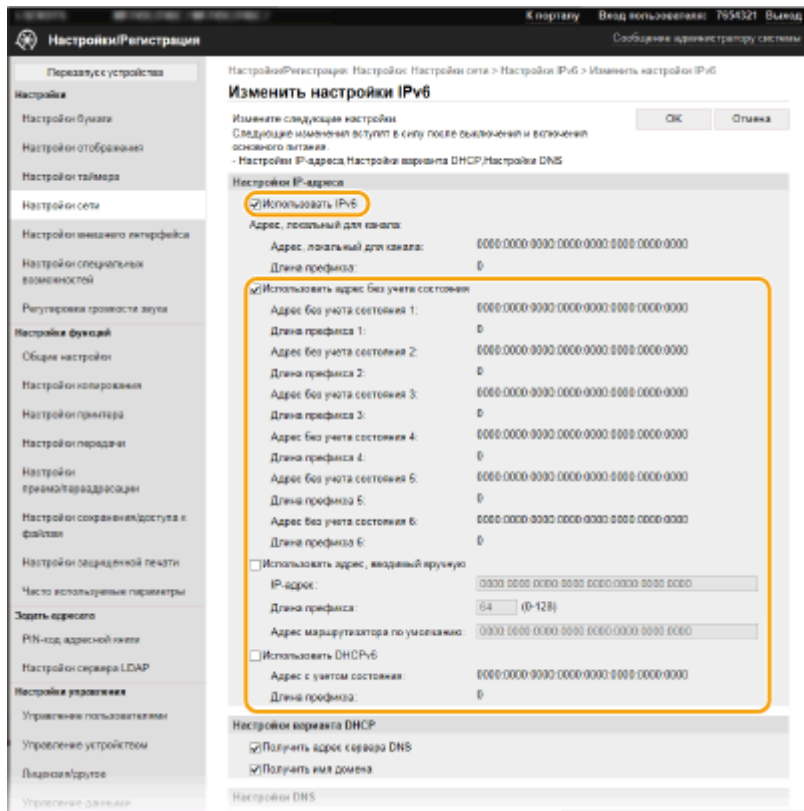 К порталу Вход пользователя: 7654321 Выход
Настройки/Регистрация
Сообщение администратору системы
Перезапуск устройства
Настройки
Настройки бумаги
Настройки отображения
Настройки таймера
Настройки сети
Настройки внешнего интерфейса
Настройки специальных
возможностей
Регулировка громкости звука
Настройки функций
Общие настройки
Настройки копирования
Настройки принтера
Настройки передачи
Настройки
приема/переадресации
Настройки сохранения/доступа к
файлам
Настройки защищенной печати
Часто используемые параметры
Задать адресата
PIN-код адресной книги
Настройки сервера LDAP
Настройки управления
Управление пользователями
Управление устройством
Лицензия/другое
Управление данными
Настройки/Регистрация: Настройки: Настройки сети > Настройки IPv6 > Изменить настройки IPv6
Изменить настройки IPv6
Измените следующие настройки.
Следующие изменения вступят в силу после выключения и включения
основного питания.
- Настройки IP-адреса,Настройки варианта DHCP,Настройки DNS
OK Отмена
Настройки IP-адреса
Использовать IPv6
Адрес, локальный для канала:
Адрес, локальный для канала: 0000:0000:0000:0000:0000:0000:0000:0000
Длина префикса: 0
Использовать адрес без учета состояния
Адрес без учета состояния 1: 0000:0000:0000:0000:0000:0000:0000:0000
Длина префикса 1: 0
Адрес без учета состояния 2: 0000:0000:0000:0000:0000:0000:0000:0000
Длина префикса 2: 0
Адрес без учета состояния 3: 0000:0000:0000:0000:0000:0000:0000:0000
Длина префикса 3: 0
Адрес без учета состояния 4: 0000:0000:0000:0000:0000:0000:0000:0000
Длина префикса 4: 0
Адрес без учета состояния 5: 0000:0000:0000:0000:0000:0000:0000:0000
Длина префикса 5: 0
Адрес без учета состояния 6: 0000:0000:0000:0000:0000:0000:0000:0000
Длина префикса 6: 0
Использовать адрес, вводимый вручную
IP-адрес: 0000:0000:0000:0000:0000:0000:0000:0000
Длина префикса: 64 (0-128)
Адрес маршрутизатора по умолчанию: 0000:0000:0000:0000:0000:0000:0000:0000
Использовать DHCPv6
Адрес с учетом состояния: 0000:0000:0000:0000:0000:0000:0000:0000
Длина префикса: 0
Настройки варианта DHCP
Получить адрес сервера DNS
Получить имя домена
Настройки DNS